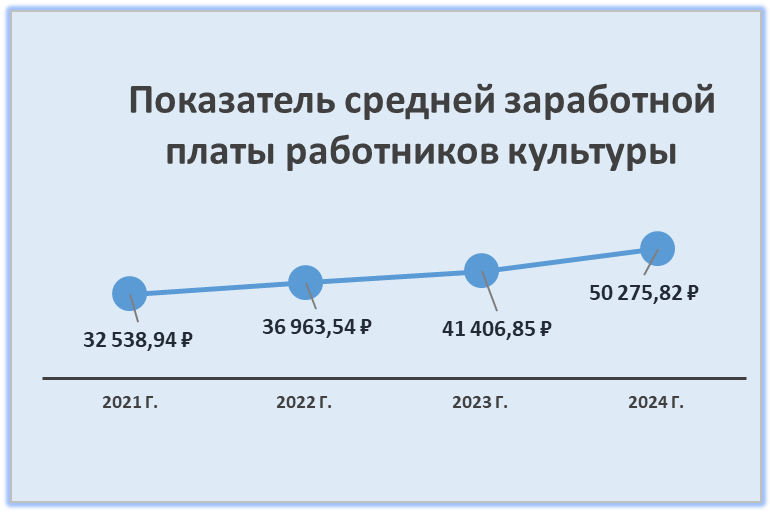 Показатель средней заработной
платы работников культуры
32 538,94 ₽
36 963,54 ₽
41 406,85 ₽
50 275,82 ₽
2021 Г.
2022 Г.
2023 Г.
2024 Г.